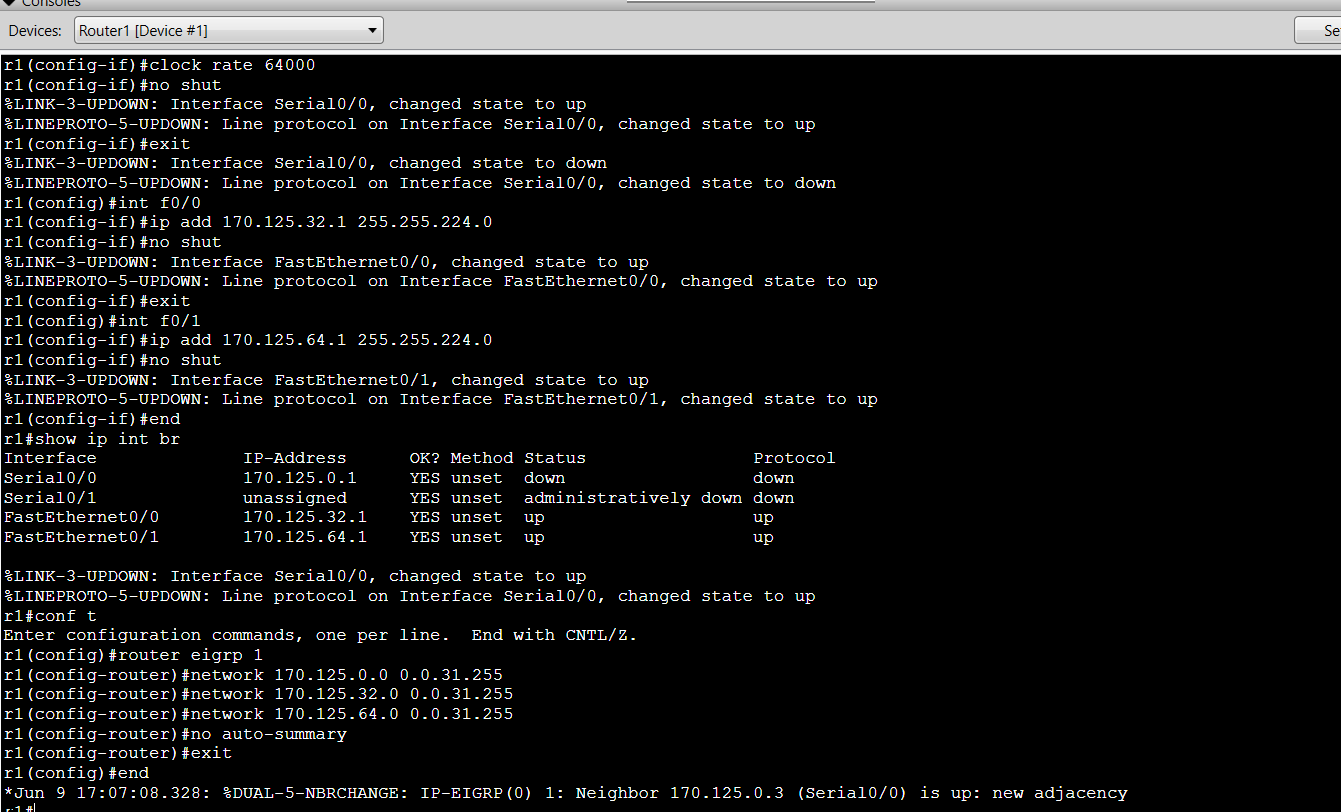 Consoles
Devices: Router1 [Device #1] Se
r1(config-if)#clock rate 64000
r1(config-if)#no shut
%LINK-3-UPDOWN: Interface Serial0/0, changed state to up
%LINEPROTO-5-UPDOWN: Line protocol on Interface Serial0/0, changed state to up
r1(config-if)#exit
%LINK-3-UPDOWN: Interface Serial0/0, changed state to down
%LINEPROTO-5-UPDOWN: Line protocol on Interface Serial0/0, changed state to down
r1(config)#int f0/0
r1(config-if)#ip add 170.125.32.1 255.255.224.0
r1(config-if)#no shut
%LINK-3-UPDOWN: Interface FastEthernet0/0, changed state to up
%LINEPROTO-5-UPDOWN: Line protocol on Interface FastEthernet0/0, changed state to up
r1(config-if)#exit
r1(config)#int f0/1
r1(config-if)#ip add 170.125.64.1 255.255.224.0
r1(config-if)#no shut
%LINK-3-UPDOWN: Interface FastEthernet0/1, changed state to up
%LINEPROTO-5-UPDOWN: Line protocol on Interface FastEthernet0/1, changed state to up
r1(config-if)#end
r1#show ip int br
Interface IP-Address OK? Method Status Protocol
Serial0/0 170.125.0.1 YES unset down down
Serial0/1 unassigned YES unset administratively down down
FastEthernet0/0 170.125.32.1 YES unset up up
FastEthernet0/1 170.125.64.1 YES unset up up
%LINK-3-UPDOWN: Interface Serial0/0, changed state to up
%LINEPROTO-5-UPDOWN: Line protocol on Interface Serial0/0, changed state to up
r1#conf t
Enter configuration commands, one per line. End with CNTL/Z.
r1(config)#router eigrp 1
r1(config-router)#network 170.125.0.0 0.0.31.255
r1(config-router)#network 170.125.32.0 0.0.31.255
r1(config-router)#network 170.125.64.0 0.0.31.255
r1(config-router)#no auto-summary
r1(config-router)#exit
r1(config)#end
*Jun 9 17:07:08.328: %DUAL-5-NBRCHANGE: IP-EIGRP(0) 1: Neighbor 170.125.0.3 (Serial0/0) is up: new adjacency
r1#